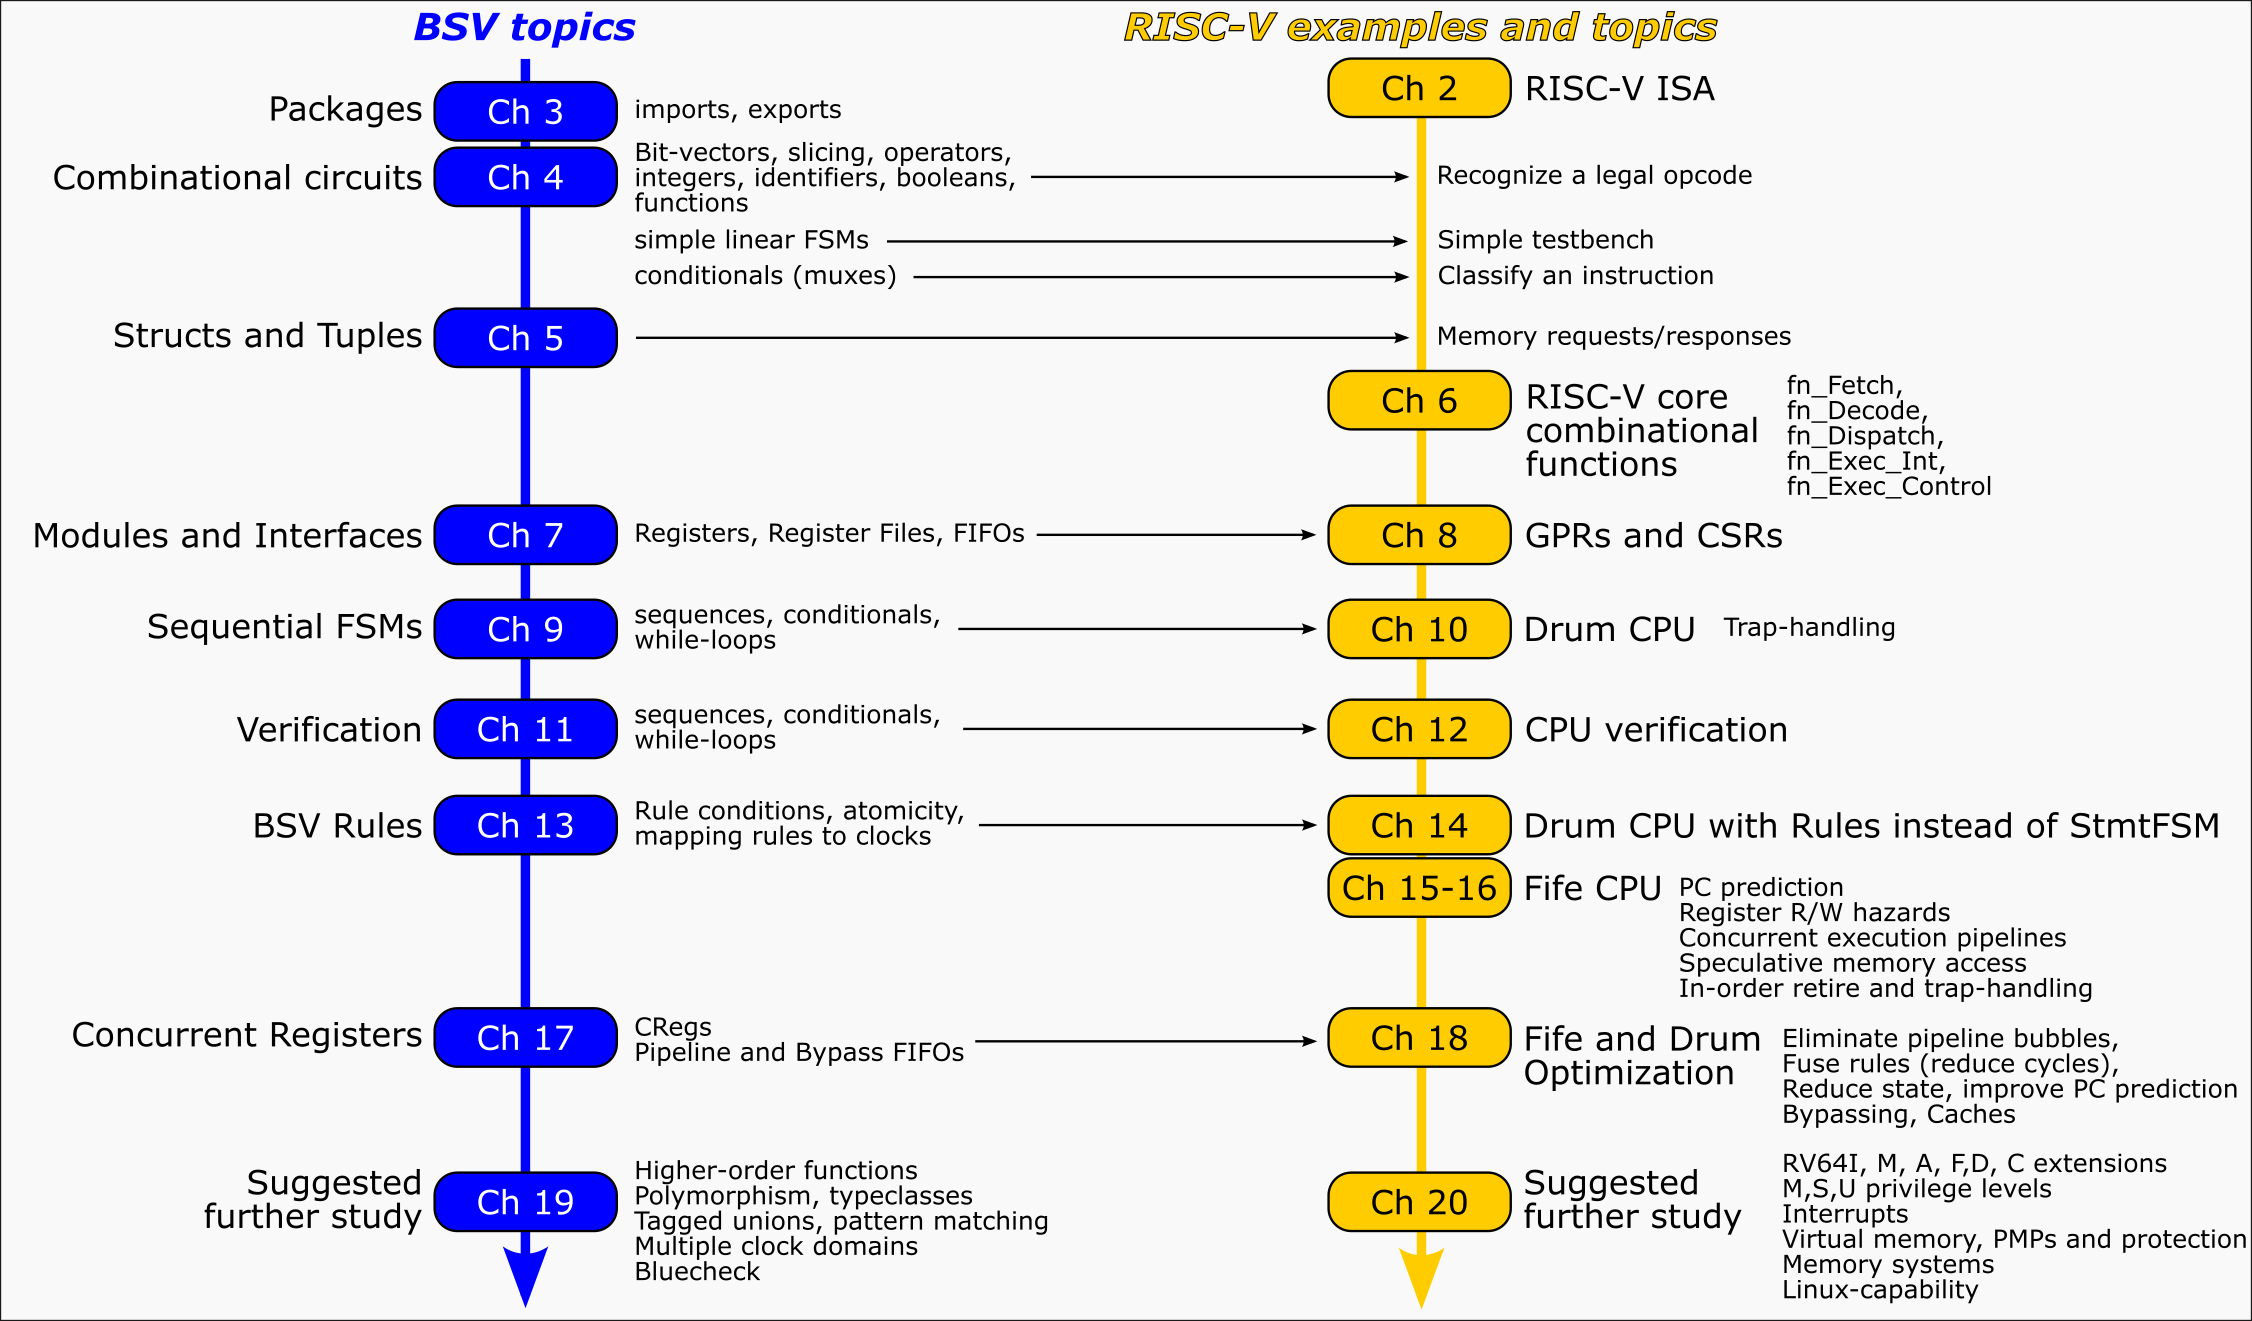 BSV topics
RISC-V examples and topics
Ch 2
RISC-V ISA
Packages
Ch 3
imports, exports
Combinational circuits
Ch 4
Bit-vectors, slicing, operators,
integers, identifiers, booleans,
functions
Recognize a legal opcode
simple linear FSMs
Simple testbench
conditionals (muxes)
Classify an instruction
Structs and Tuples
Ch 5
Memory requests/responses
Ch 6
RISC-V core
combinational
functions
fn_Fetch,
fn_Decode,
fn_Dispatch,
fn_Exec_Int,
fn_Exec_Control
Modules and Interfaces
Ch 7
Registers, Register Files, FIFOs
Ch 8
GPRs and CSRs
Sequential FSMs
Ch 9
sequences, conditionals,
while-loops
Ch 10
Drum CPU
Trap-handling
Verification
Ch 11
sequences, conditionals,
while-loops
Ch 12
CPU verification
BSV Rules
Ch 13
Rule conditions, atomicity,
mapping rules to clocks
Ch 14
Drum CPU with Rules instead of StmtFSM
Ch 15-16
Fife CPU
PC prediction
Register R/W hazards
Concurrent execution pipelines
Speculative memory access
In-order retire and trap-handling
Concurrent Registers
Ch 17
CRegs
Pipeline and Bypass FIFOs
Ch 18
Fife and Drum
Optimization
Eliminate pipeline bubbles,
Fuse rules (reduce cycles),
Reduce state, improve PC prediction
Bypassing, Caches
Suggested
further study
Ch 19
Higher-order functions
Polymorphism, typeclasses
Tagged unions, pattern matching
Multiple clock domains
Bluecheck
Ch 20
Suggested
further study
RV64I, M, A, F,D, C extensions
M,S,U privilege levels
Interrupts
Virtual memory, PMPs and protection
Memory systems
Linux-capability